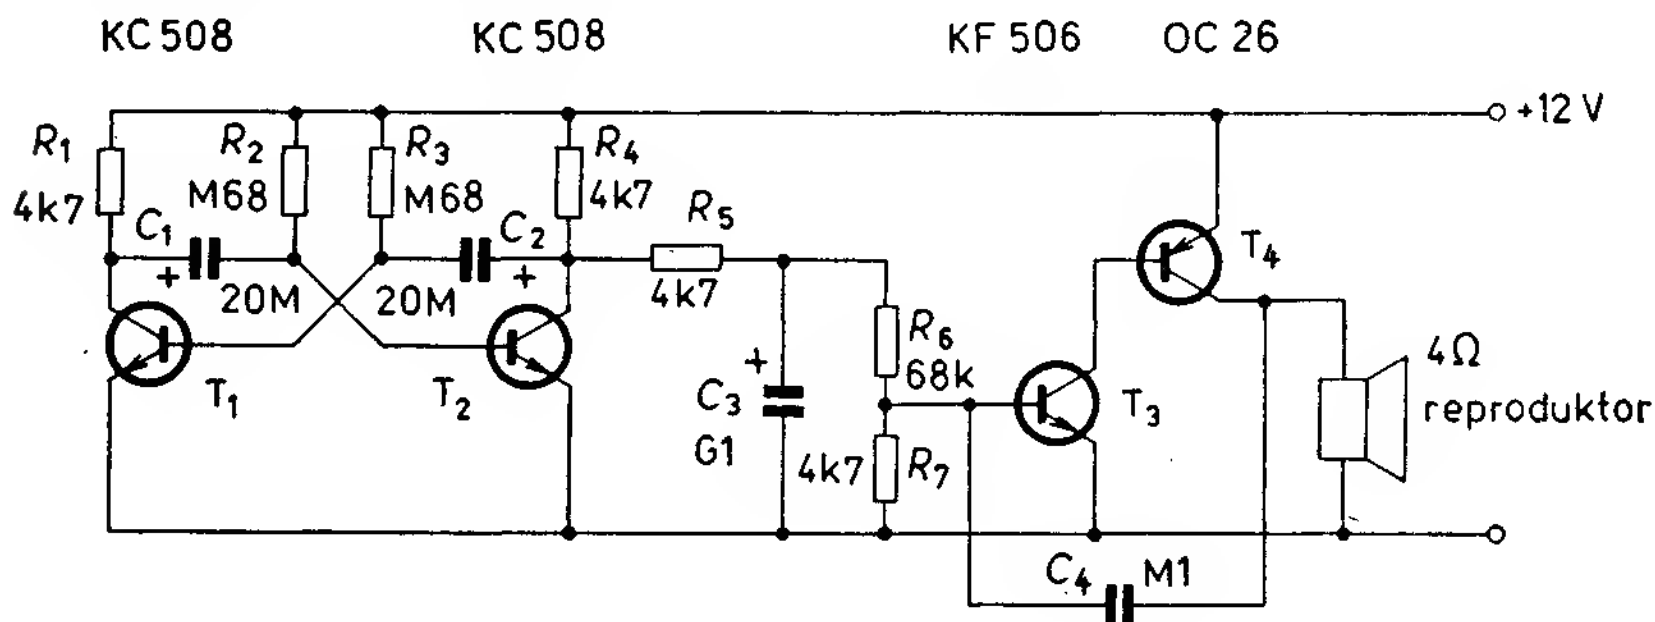 KC 508 KC 508 KF 506 OC 26
+12 V
R1 R2 R3 R4
4k7 M68 M68 4k7
C1 C2 R5
+ +
20M 20M 4k7
T4
R6
68k
4Ω
reproduktor
T1 T2 T3
+
C3
G1
4k7 R7
C4 M1